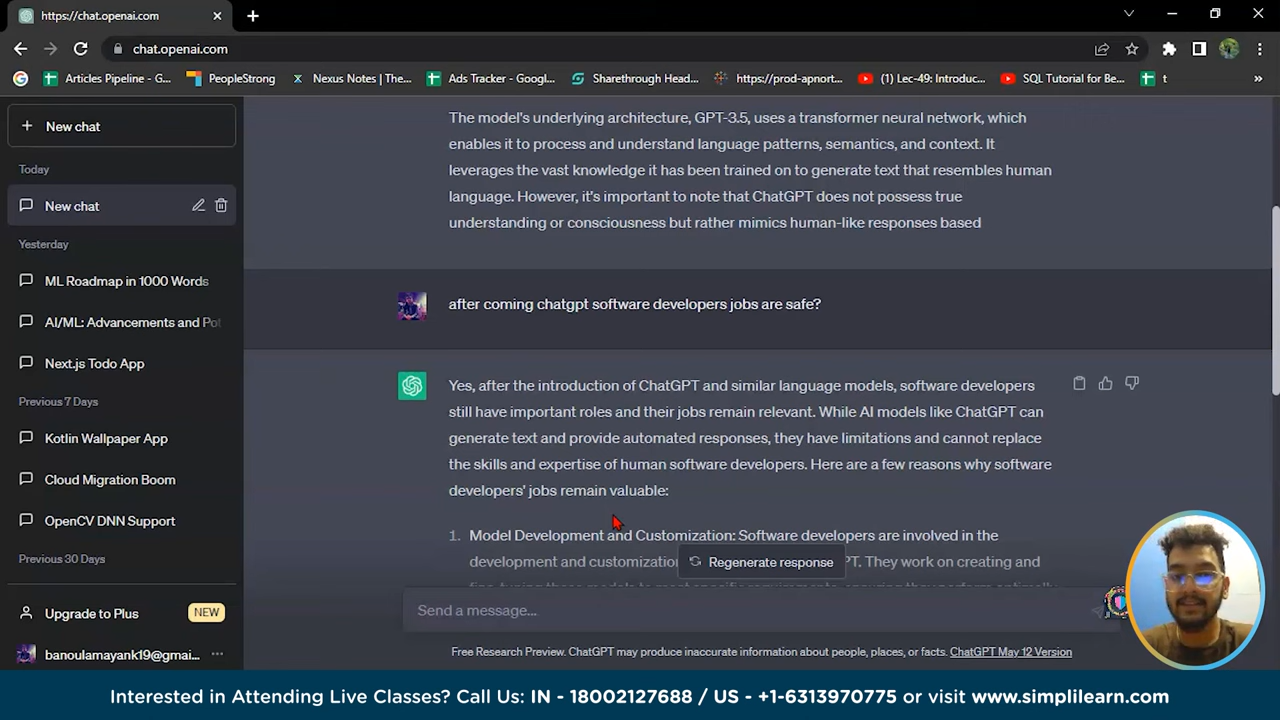 https://chat.openai.com
chat.openai.com
Articles Pipeline - G...
PeopleStrong
Nexus Notes | The...
Ads Tracker - Googl...
Sharethrough Head...
https://prod-apnort...
(1) Lec-49: Introduc...
SQL Tutorial for Be...
t
New chat
Today
New chat
Yesterday
ML Roadmap in 1000 Words
AI/ML: Advancements and Pot
Next.js Todo App
Previous 7 Days
Kotlin Wallpaper App
Cloud Migration Boom
OpenCV DNN Support
Previous 30 Days
Upgrade to Plus
NEW
banoulamayank19@gmai...
The model's underlying architecture, GPT-3.5, uses a transformer neural network, which
enables it to process and understand language patterns, semantics, and context. It
leverages the vast knowledge it has been trained on to generate text that resembles human
language. However, it's important to note that ChatGPT does not possess true
understanding or consciousness but rather mimics human-like responses based
after coming chatgpt software developers jobs are safe?
Yes, after the introduction of ChatGPT and similar language models, software developers
still have important roles and their jobs remain relevant. While AI models like ChatGPT can
generate text and provide automated responses, they have limitations and cannot replace
the skills and expertise of human software developers. Here are a few reasons why software
developers' jobs remain valuable:
1. Model Development and Customization: Software developers are involved in the
development and customization PT. They work on creating and
Regenerate response
Send a message...
Free Research Preview. ChatGPT may produce inaccurate information about people, places, or facts. ChatGPT May 12 Version
Interested in Attending Live Classes? Call Us: IN - 18002127688 / US - +1-6313970775 or visit www.simplilearn.com